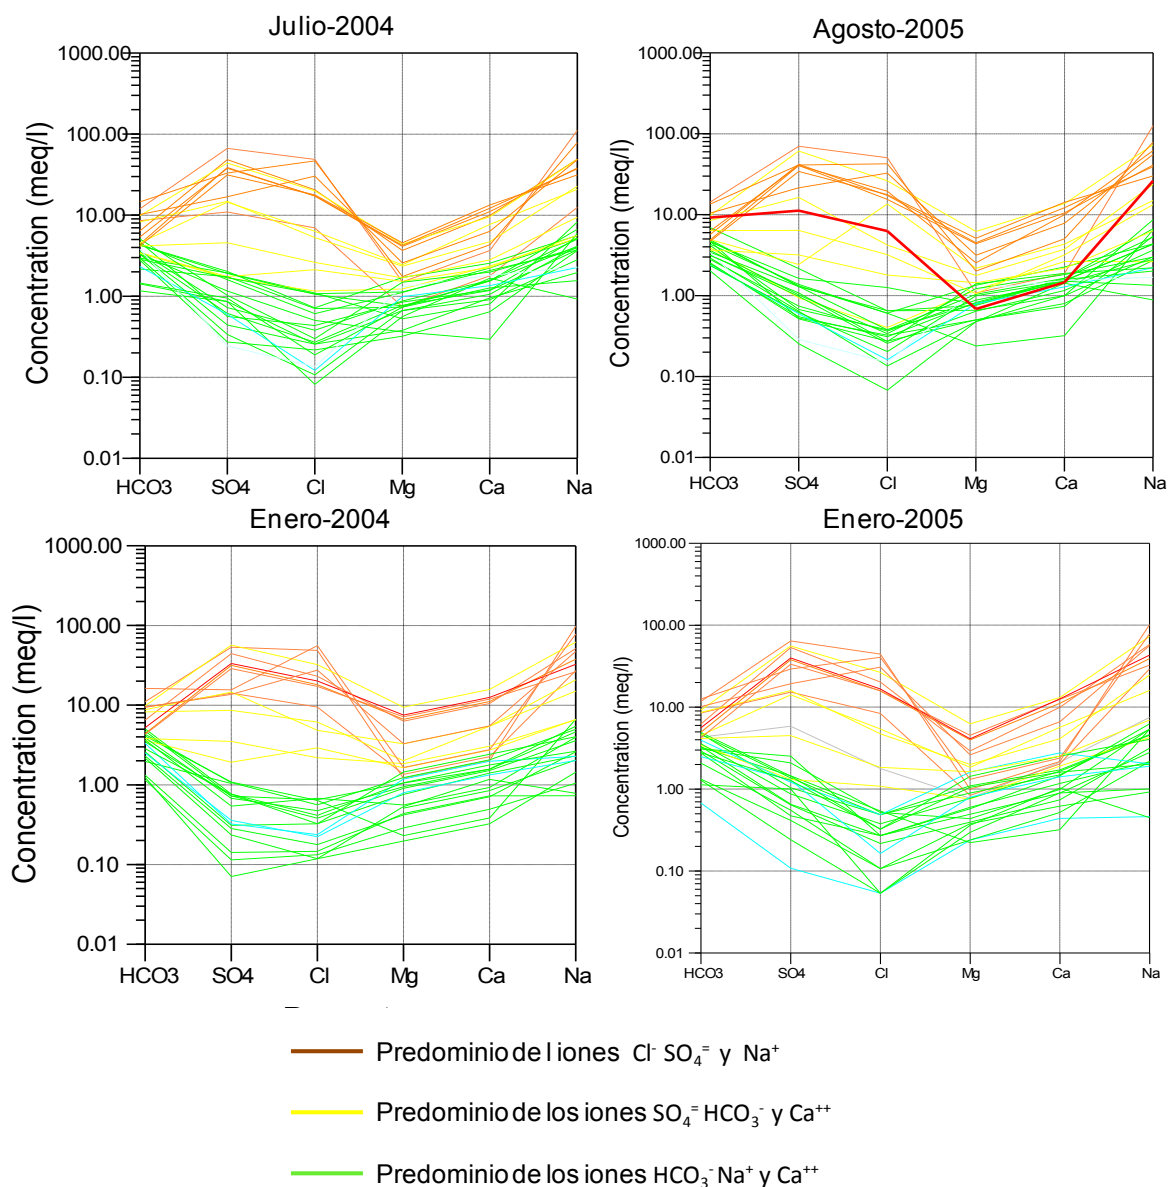 Julio-2004
Agosto-2005
Concentration (meq/l)
1000.00
100.00
10.00
1.00
0.10
0.01
HCO3 SO4 Cl Mg Ca Na
Concentration (meq/l)
1000.00
100.00
10.00
1.00
0.10
0.01
HCO3 SO4 Cl Mg Ca Na
Enero-2004
Enero-2005
Concentration (meq/l)
1000.00
100.00
10.00
1.00
0.10
0.01
HCO3 SO4 Cl Mg Ca Na
Concentration (meq/l)
1000.00
100.00
10.00
1.00
0.10
0.01
HCO3 SO4 Cl Mg Ca Na
Predominio de l iones Cl⁻ SO₄⁼ y Na⁺
Predominio de los iones SO₄⁼ HCO₃⁻ y Ca⁺⁺
Predominio de los iones HCO₃⁻ Na⁺ y Ca⁺⁺